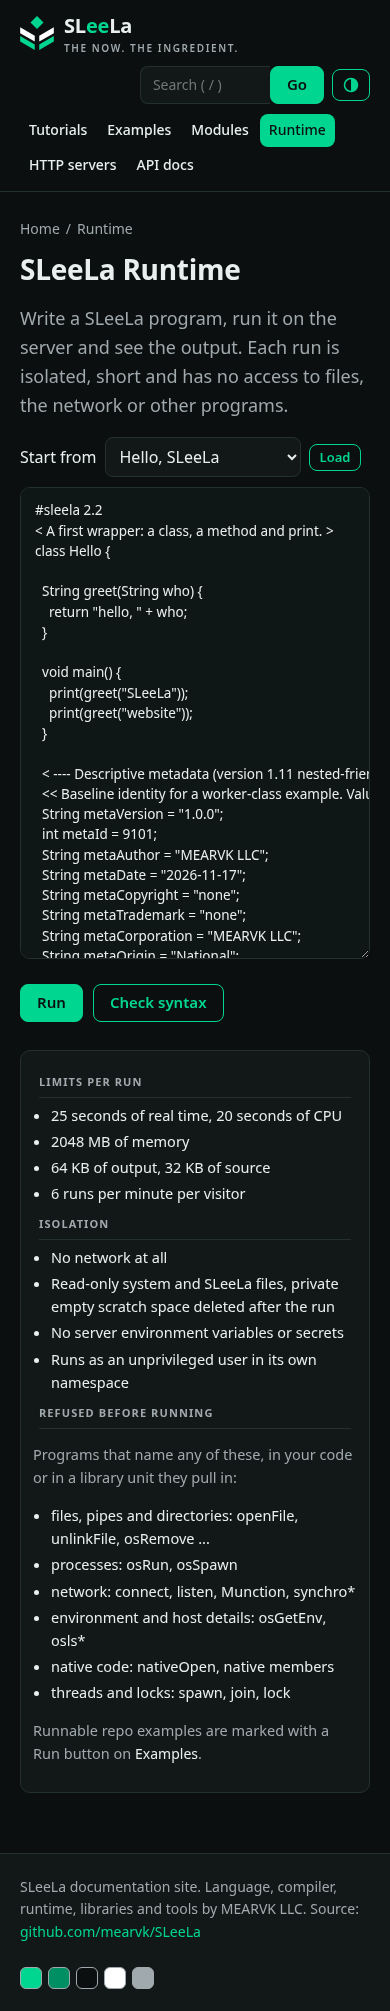 SLeeLa
THE NOW. THE INGREDIENT.
Search ( / )
Go
Tutorials Examples Modules Runtime
HTTP servers API docs
Home / Runtime
SLeeLa Runtime
Write a SLeeLa program, run it on the
server and see the output. Each run is
isolated, short and has no access to files,
the network or other programs.
Start from Hello, SLeeLa Load
#sleela 2.2
< A first wrapper: a class, a method and print. >
class Hello {
String greet(String who) {
return "hello, " + who;
}
void main() {
print(greet("SLeeLa"));
print(greet("website"));
}
< ---- Descriptive metadata (version 1.11 nested-frien
<< Baseline identity for a worker-class example. Valu
String metaVersion = "1.0.0";
int metaId = 9101;
String metaAuthor = "MEARVK LLC";
String metaDate = "2026-11-17";
String metaCopyright = "none";
String metaTrademark = "none";
String metaCorporation = "MEARVK LLC";
String metaOrigin = "National";
Run Check syntax
LIMITS PER RUN
• 25 seconds of real time, 20 seconds of CPU
• 2048 MB of memory
• 64 KB of output, 32 KB of source
• 6 runs per minute per visitor
ISOLATION
• No network at all
• Read-only system and SLeeLa files, private
empty scratch space deleted after the run
• No server environment variables or secrets
• Runs as an unprivileged user in its own
namespace
REFUSED BEFORE RUNNING
Programs that name any of these, in your code
or in a library unit they pull in:
• files, pipes and directories: openFile,
unlinkFile, osRemove ...
• processes: osRun, osSpawn
• network: connect, listen, Munction, synchro*
• environment and host details: osGetEnv,
osIs*
• native code: nativeOpen, native members
• threads and locks: spawn, join, lock
Runnable repo examples are marked with a
Run button on Examples.
SLeeLa documentation site. Language, compiler,
runtime, libraries and tools by MEARVK LLC. Source:
github.com/mearvk/SLeeLa